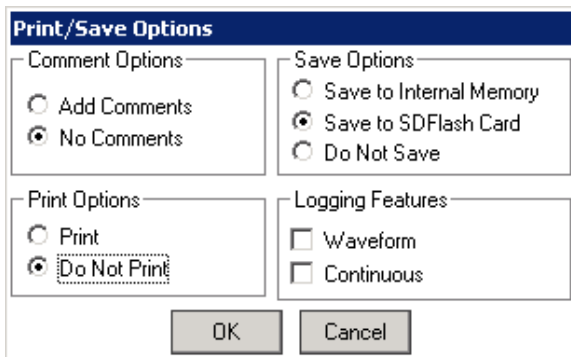 Print/Save Options
Comment Options
Add Comments
No Comments
Save Options
Save to Internal Memory
Save to SDFlash Card
Do Not Save
Print Options
Print
Do Not Print
Logging Features
Waveform
Continuous
OK
Cancel